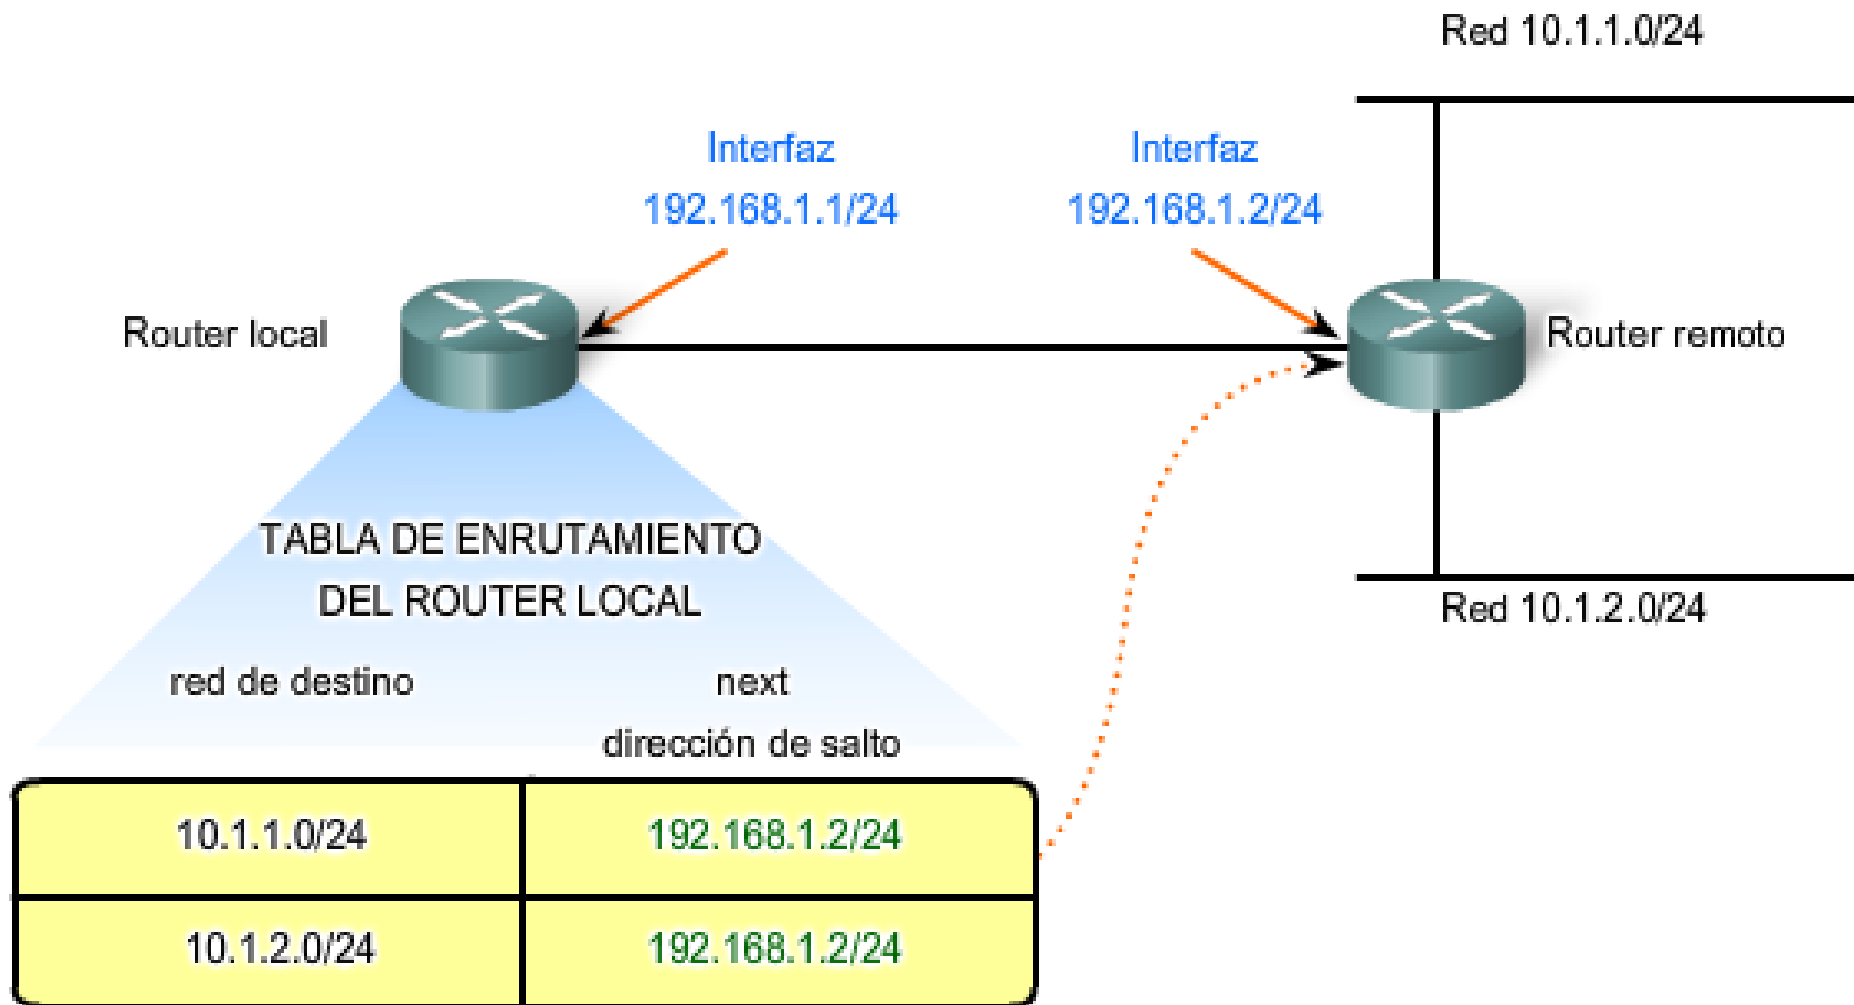 Red 10.1.1.0/24
Interfaz
192.168.1.1/24
Interfaz
192.168.1.2/24
Router local
Router remoto
TABLA DE ENRUTAMIENTO
DEL ROUTER LOCAL
Red 10.1.2.0/24
red de destino
next
dirección de salto
10.1.1.0/24
192.168.1.2/24
10.1.2.0/24
192.168.1.2/24